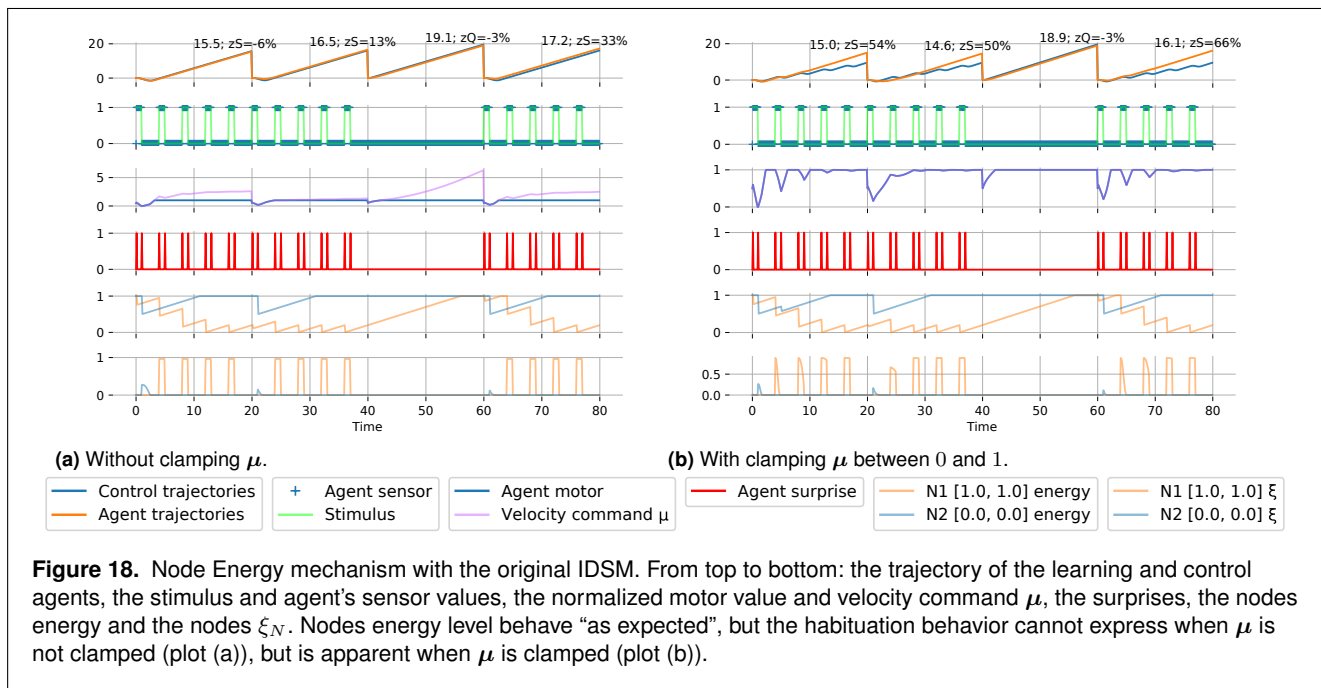 15.5; zS=-6%
16.5; zS=13%
19.1; zQ=-3%
17.2; zS=33%
20
0
1
0
5
0
1
0
1
0
1
0
0 10 20 30 40 50 60 70 80
Time
(a) Without clamping μ.
15.0; zS=54%
14.6; zS=50%
18.9; zQ=-3%
16.1; zS=66%
20
0
1
0
1
0
1
0
1
0
0.5
0.0
0 10 20 30 40 50 60 70 80
Time
(b) With clamping μ between 0 and 1.
Control trajectories
Agent trajectories
Agent sensor
Stimulus
Agent motor
Velocity command μ
Agent surprise
N1 [1.0, 1.0] energy
N2 [0.0, 0.0] energy
N1 [1.0, 1.0] ξ
N2 [0.0, 0.0] ξ
Figure 18. Node Energy mechanism with the original IDSM. From top to bottom: the trajectory of the learning and control
agents, the stimulus and agent's sensor values, the normalized motor value and velocity command μ, the surprises, the nodes
energy and the nodes ξN. Nodes energy level behave “as expected”, but the habituation behavior cannot express when μ is
not clamped (plot (a)), but is apparent when μ is clamped (plot (b)).